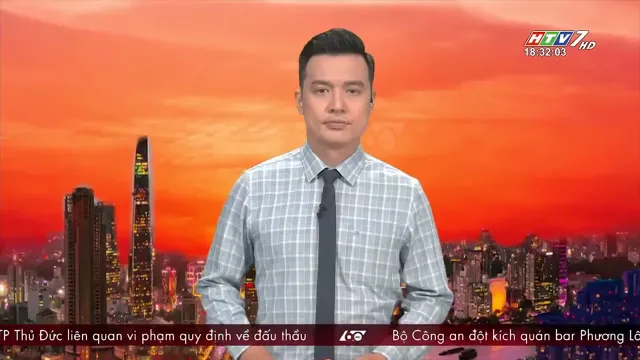 HTV7 HD
18:32:03
TP Thủ Đức liên quan vi phạm quy định về đấu thầu 60 Bộ Công an đột kích quán bar Phương Lâ